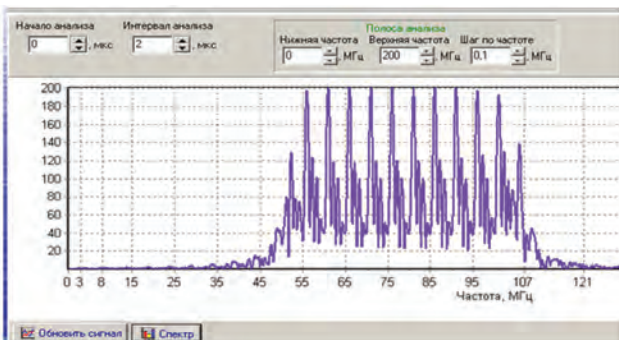 Начало анализа Интервал анализа
0 , мкс 2 , мкс
Полоса анализа
Нижняя частота Верхняя частота Шаг по частоте
0 , МГц 200 , МГц 0,1 , МГц
200
180
160
140
120
100
80
60
40
20
0 3 8 15 25 35 45 55 65 75 85 95 107 121
Частота, МГц
Обновить сигнал Спектр